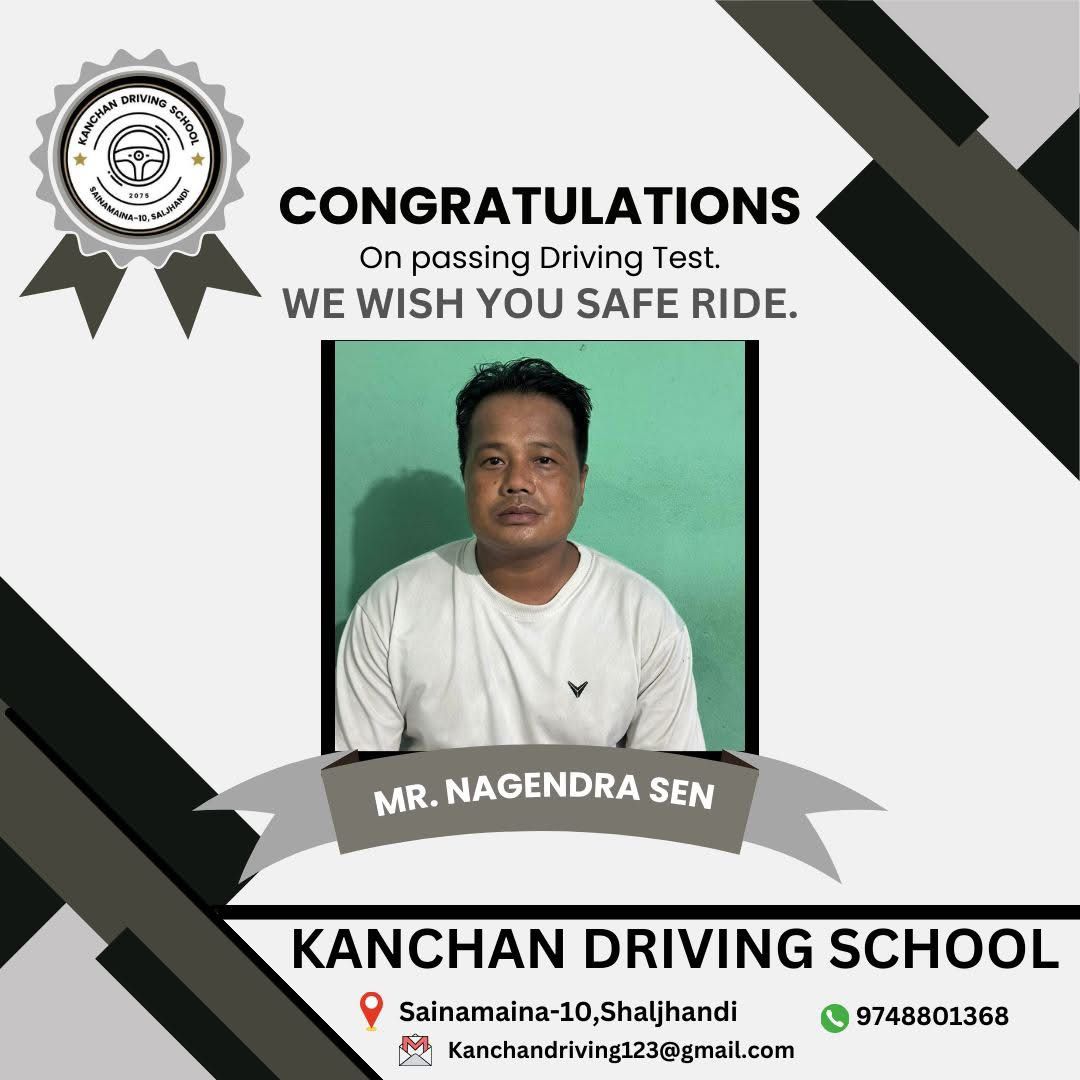 KANCHAN DRIVING SCHOOL
2075
SAINAMAINA-10, SALJHANDI
CONGRATULATIONS
On passing Driving Test.
WE WISH YOU SAFE RIDE.
MR. NAGENDRA SEN
KANCHAN DRIVING SCHOOL
Sainamaina-10,Shaljhandi
9748801368
Kanchandriving123@gmail.com